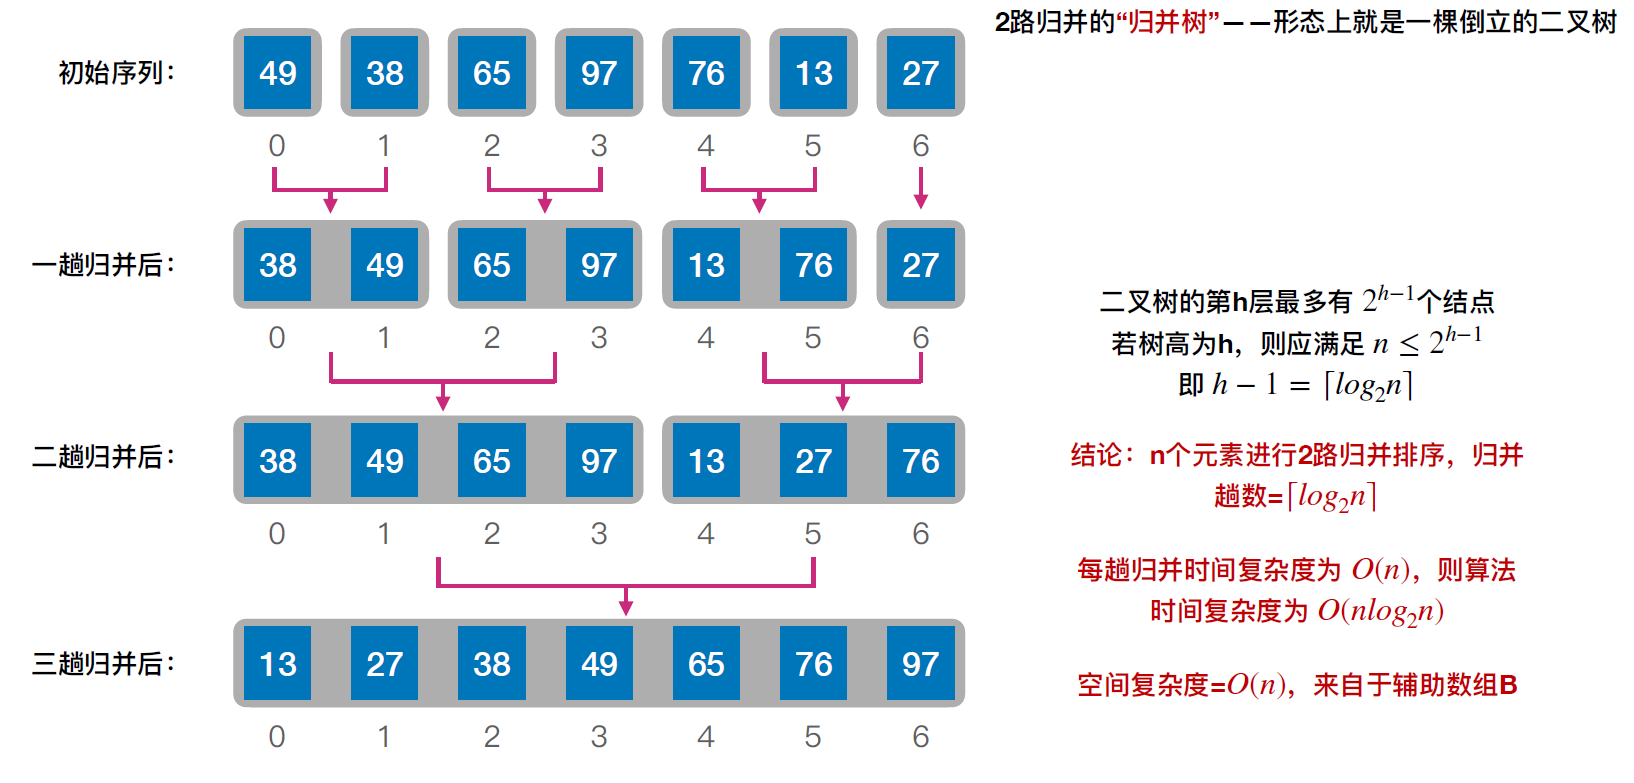 2路归并的“归并树”——形态上就是一棵倒立的二叉树
初始序列：
49 38 65 97 76 13 27
0 1 2 3 4 5 6
一趟归并后：
38 49 65 97 13 76 27
0 1 2 3 4 5 6
二趟归并后：
38 49 65 97 13 27 76
0 1 2 3 4 5 6
三趟归并后：
13 27 38 49 65 76 97
0 1 2 3 4 5 6
二叉树的第h层最多有 2^{h−1}个结点
若树高为h，则应满足 n ≤ 2^{h−1}
即 h − 1 = ⌈log₂n⌉
结论：n个元素进行2路归并排序，归并
趟数=⌈log₂n⌉
每趟归并时间复杂度为 O(n)，则算法
时间复杂度为 O(nlog₂n)
空间复杂度=O(n)，来自于辅助数组B